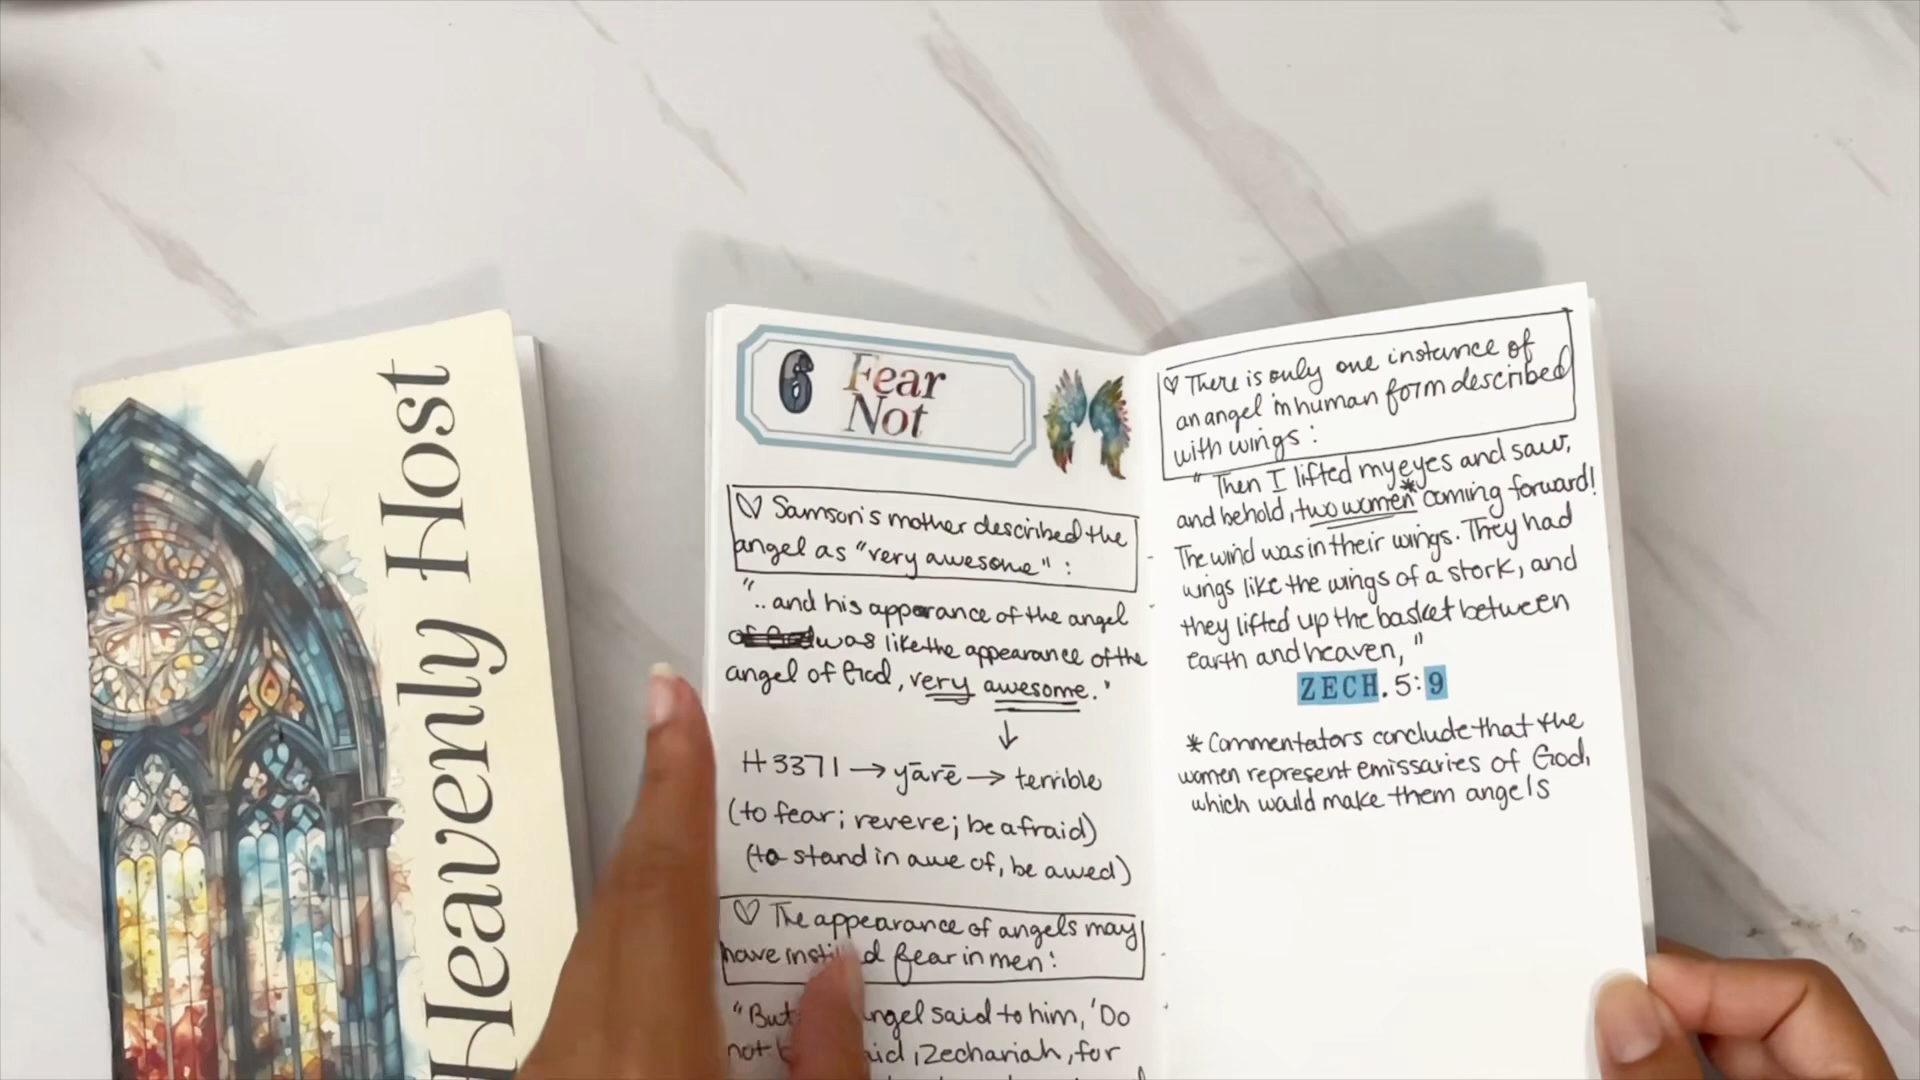 Heavenly Host
6 Fear
Not
♡ Samson's mother described the
angel as "very awesome" :
".. and his apparance of the angel
was like the appearance of the
angel of God, very awesome."
↓
H3371 → yārē → terrible
(to fear; revere; be afraid)
(to stand in awe of, be awed)
♡ The appearance of angels may
have fear in men:
"But angel said to him, 'Do
not Zechariah, for
♡ There is only one instance of
an angel in human form described
with wings :
" Then I lifted my eyes and saw,
and behold, two women* coming forward!
The wind was in their wings. They had
wings like the wings of a stork, and
they lifted up the basket between
earth and heaven, "
ZECH. 5:9
* Commentators conclude that the
women represent emissaries of God,
which would make them angels